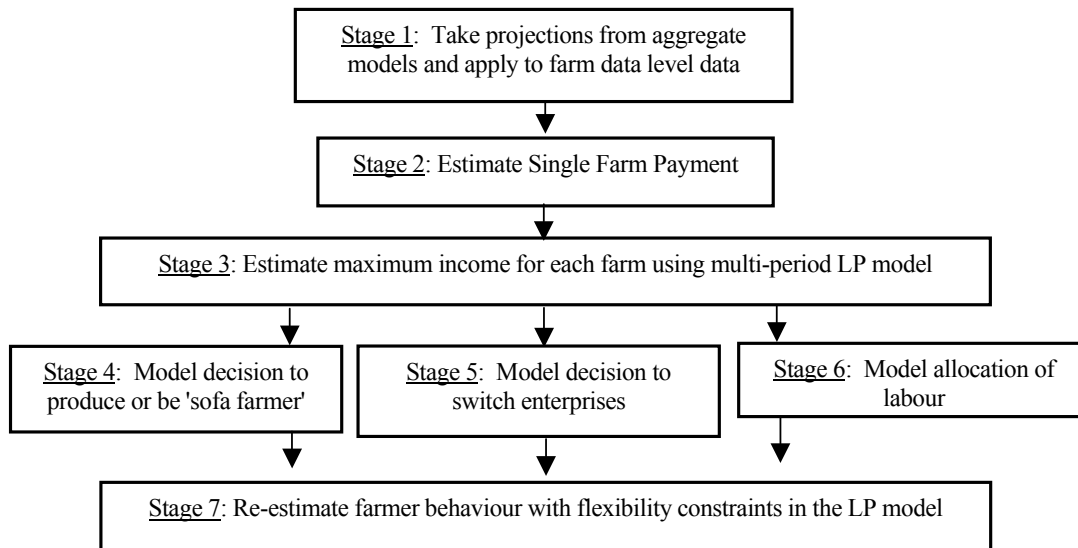 Stage 1: Take projections from aggregate
models and apply to farm data level data
Stage 2: Estimate Single Farm Payment
Stage 3: Estimate maximum income for each farm using multi-period LP model
Stage 4: Model decision to
produce or be 'sofa farmer'
Stage 5: Model decision to
switch enterprises
Stage 6: Model allocation of
labour
Stage 7: Re-estimate farmer behaviour with flexibility constraints in the LP model